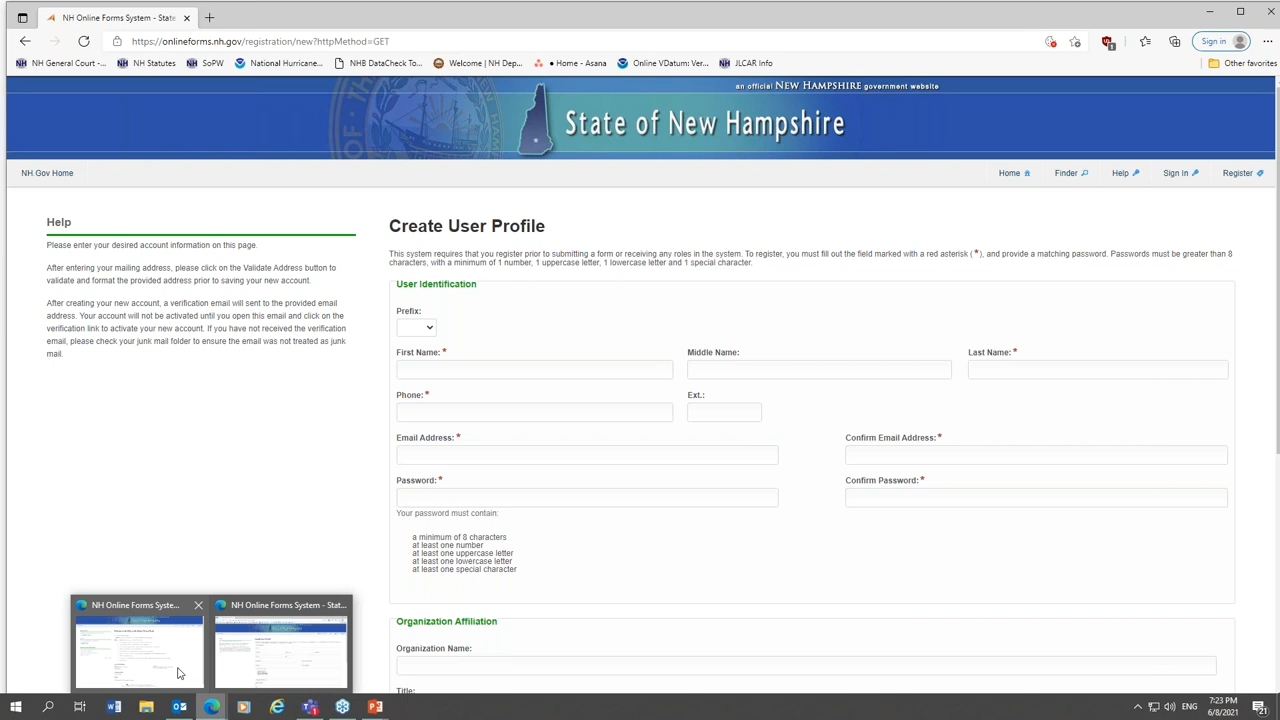 NH Online Forms System - State
https://onlineforms.nh.gov/registration/new?httpMethod=GET
1
Sign in
NH General Court -...
NH Statutes
SoPW
National Hurricane...
NHB DataCheck To...
Welcome | NH Dep...
• Home - Asana
Online VDatum: Ver...
JLCAR Info
Other favorites
an official NEW HAMPSHIRE government website
State of New Hampshire
NH.Gov Home
Home
Finder
Help
Sign In
Register
Help
Please enter your desired account information on this page.
After entering your mailing address, please click on the Validate Address button to
validate and format the provided address prior to saving your new account.
After creating your new account, a verification email will sent to the provided email
address. Your account will not be activated until you open this email and click on the
verification link to activate your new account. If you have not received the verification
email, please check your junk mail folder to ensure the email was not treated as junk
mail.
Create User Profile
This system requires that you register prior to submitting a form or receiving any roles in the system. To register, you must fill out the field marked with a red asterisk ( * ), and provide a matching password. Passwords must be greater than 8
characters, with a minimum of 1 number, 1 uppercase letter, 1 lowercase letter and 1 special character.
User Identification
Prefix:
First Name: *
Middle Name:
Last Name: *
Phone: *
Ext.:
Email Address: *
Confirm Email Address: *
Password: *
Confirm Password: *
Your password must contain:
a minimum of 8 characters
at least one number
at least one uppercase letter
at least one lowercase letter
at least one special character
Organization Affiliation
Organization Name:
Title:
NH Online Forms Syste...
NH Online Forms System - Stat...
ENG
7:23 PM
6/8/2021
21